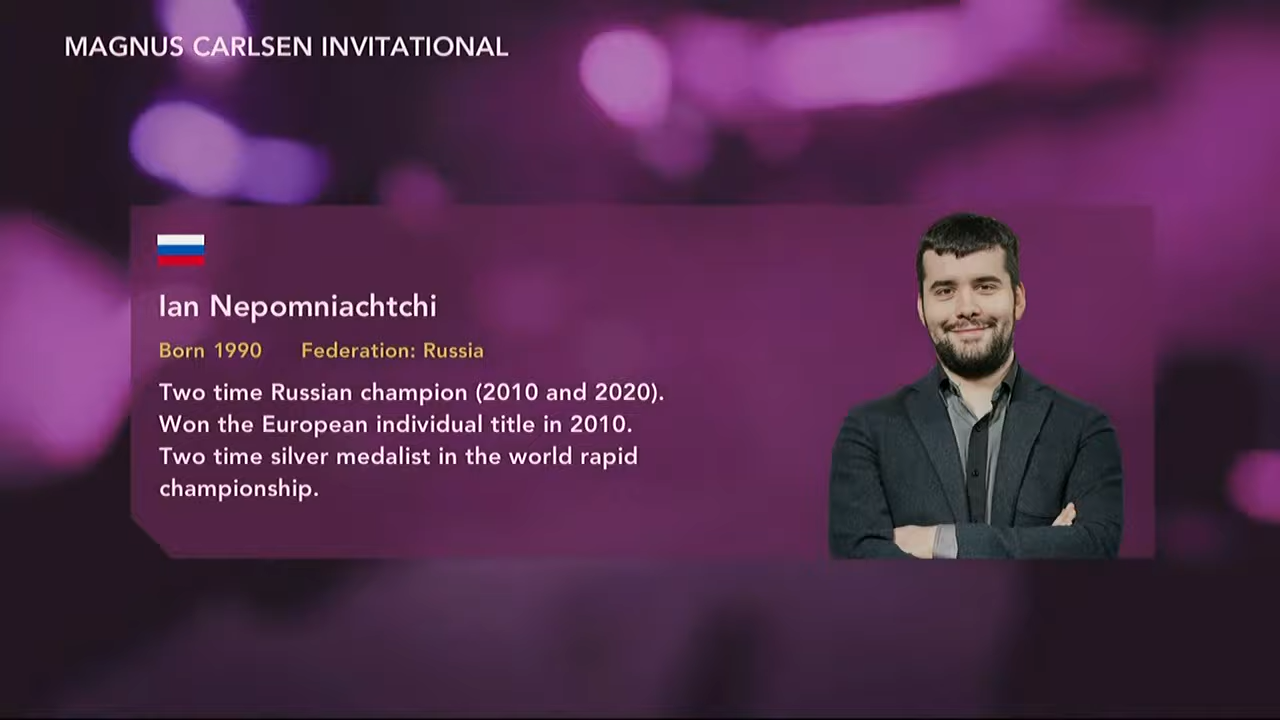 MAGNUS CARLSEN INVITATIONAL
Ian Nepomniachtchi
Born 1990 Federation: Russia
Two time Russian champion (2010 and 2020).
Won the European individual title in 2010.
Two time silver medalist in the world rapid
championship.